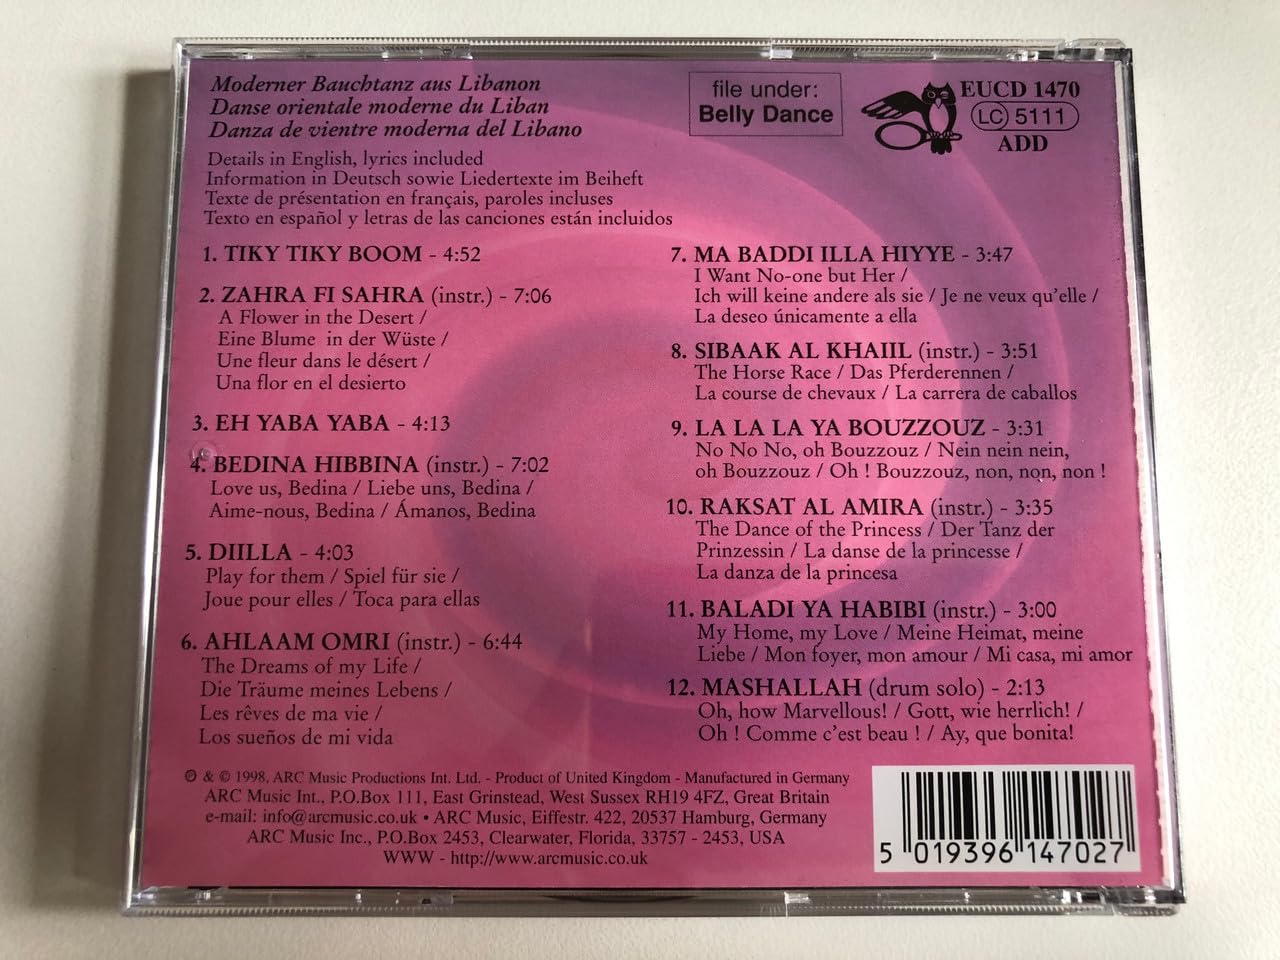 Moderner Bauchtanz aus Libanon
Danse orientale moderne du Liban
Danza de vientre moderna del Libano
Details in English, lyrics included
Information in Deutsch sowie Liedertexte im Beiheft
Texte de présentation en français, paroles incluses
Texto en español y letras de las canciones están incluidos
file under:
Belly Dance
EUCD 1470
LC 5111
ADD
1. TIKY TIKY BOOM - 4:52
2. ZAHRA FI SAHRA (instr.) - 7:06
A Flower in the Desert /
Eine Blume in der Wüste /
Une fleur dans le désert /
Una flor en el desierto
3. EH YABA YABA - 4:13
4. BEDINA HIBBINA (instr.) - 7:02
Love us, Bedina / Liebe uns, Bedina /
Aime-nous, Bedina / Ámanos, Bedina
5. DIILLA - 4:03
Play for them / Spiel für sie /
Joue pour elles / Toca para ellas
6. AHLAAM OMRI (instr.) - 6:44
The Dreams of my Life /
Die Träume meines Lebens /
Les rêves de ma vie /
Los sueños de mi vida
7. MA BADDI ILLA HIYYE - 3:47
I Want No-one but Her /
Ich will keine andere als sie / Je ne veux qu'elle /
La deseo únicamente a ella
8. SIBAAK AL KHAIIL (instr.) - 3:51
The Horse Race / Das Pferderennen /
La course de chevaux / La carrera de caballos
9. LA LA LA YA BOUZZOUZ - 3:31
No No No, oh Bouzzouz / Nein nein nein,
oh Bouzzouz / Oh ! Bouzzouz, non, non, non !
10. RAKSAT AL AMIRA (instr.) - 3:35
The Dance of the Princess / Der Tanz der
Prinzessin / La danse de la princesse /
La danza de la princesa
11. BALADI YA HABIBI (instr.) - 3:00
My Home, my Love / Meine Heimat, meine
Liebe / Mon foyer, mon amour / Mi casa, mi amor
12. MASHALLAH (drum solo) - 2:13
Oh, how Marvellous! / Gott, wie herrlich! /
Oh ! Comme c'est beau ! / Ay, que bonita!
℗ & © 1998, ARC Music Productions Int. Ltd. - Product of United Kingdom - Manufactured in Germany
ARC Music Int., P.O.Box 111, East Grinstead, West Sussex RH19 4FZ, Great Britain
e-mail: info@arcmusic.co.uk • ARC Music, Eiffestr. 422, 20537 Hamburg, Germany
ARC Music Inc., P.O.Box 2453, Clearwater, Florida, 33757 - 2453, USA
WWW - http://www.arcmusic.co.uk
5 019396 147027